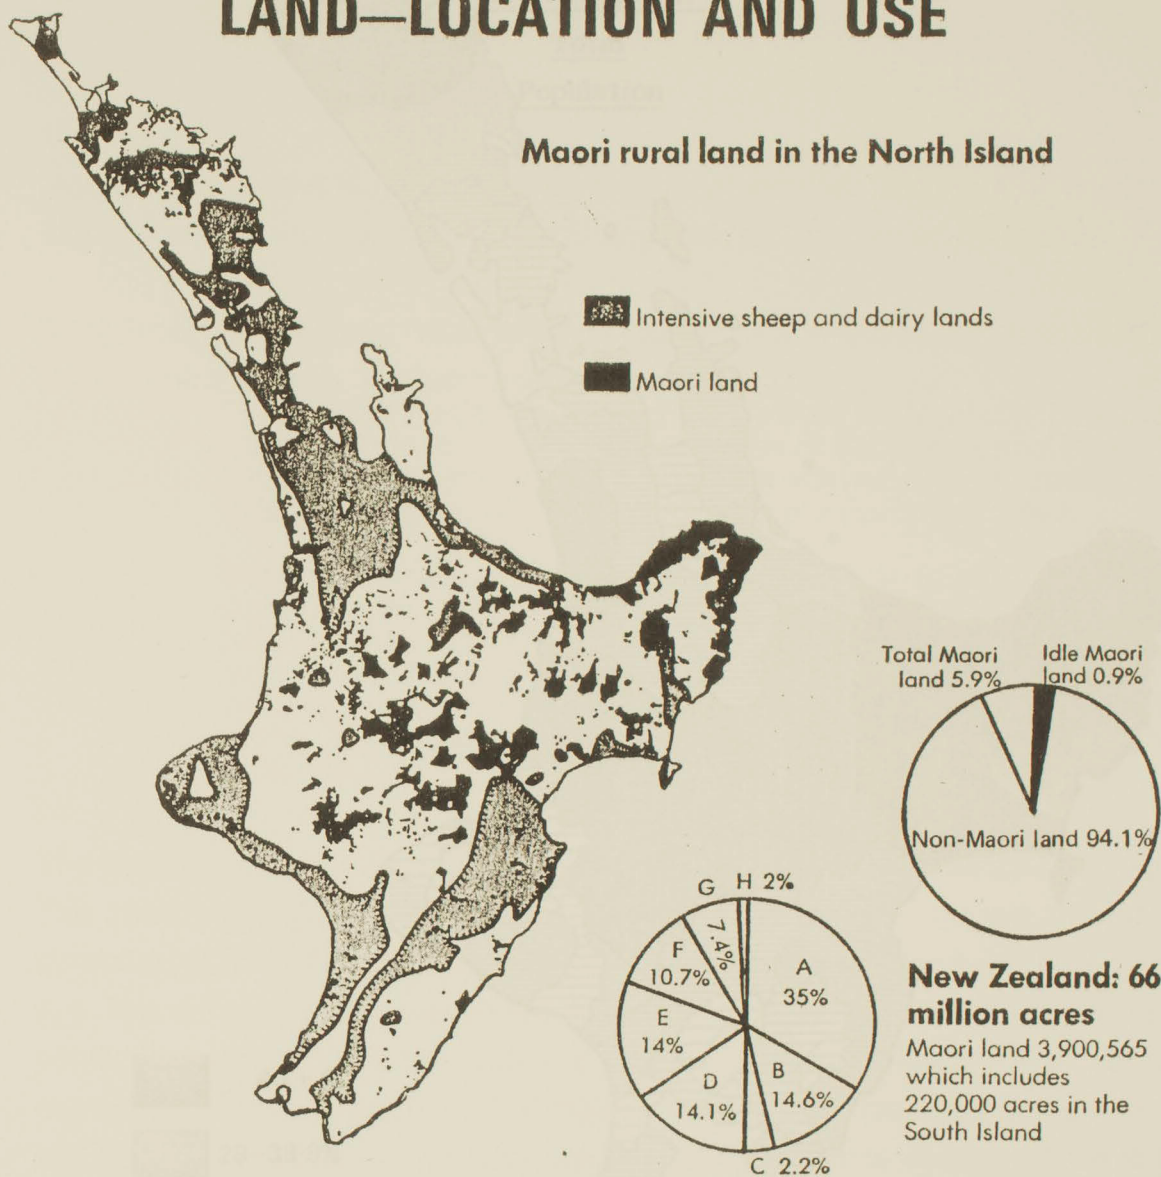 LAND—LOCATION AND USE
Maori rural land in the North Island
Intensive sheep and dairy lands
Maori land
Total Maori
land 5.9%
Idle Maori
land 0.9%
Non-Maori land 94.1%
G
H 2%
7.4%
F
10.7%
A
35%
E
14%
D
14.1%
B
14.6%
C 2.2%
New Zealand: 66
million acres
Maori land 3,900,565
which includes
220,000 acres in the
South Island